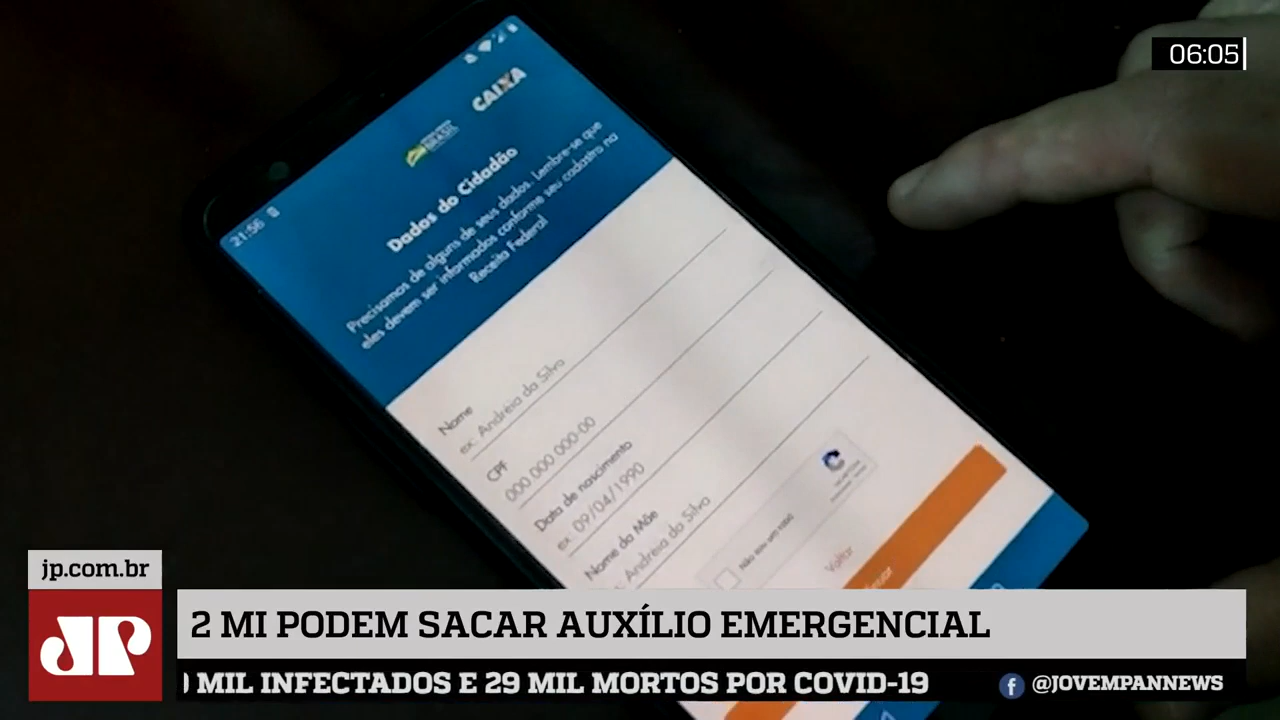 06:05
21:56
CAIXA
BRASIL
Dados do Cidadão
Precisamos de alguns de seus dados. Lembre-se que
eles devem ser informados conforme seu cadastro na
Receita Federal
Nome
ex: Andréia da Silva
CPF
000.000.000-00
Data de nascimento
ex: 09/04/1990
Nome da Mãe
Andreia da Silva
Não sou um robô
Voltar
jp.com.br
JP
2 MI PODEM SACAR AUXÍLIO EMERGENCIAL
MIL INFECTADOS E 29 MIL MORTOS POR COVID-19
@JOVEMPANNEWS